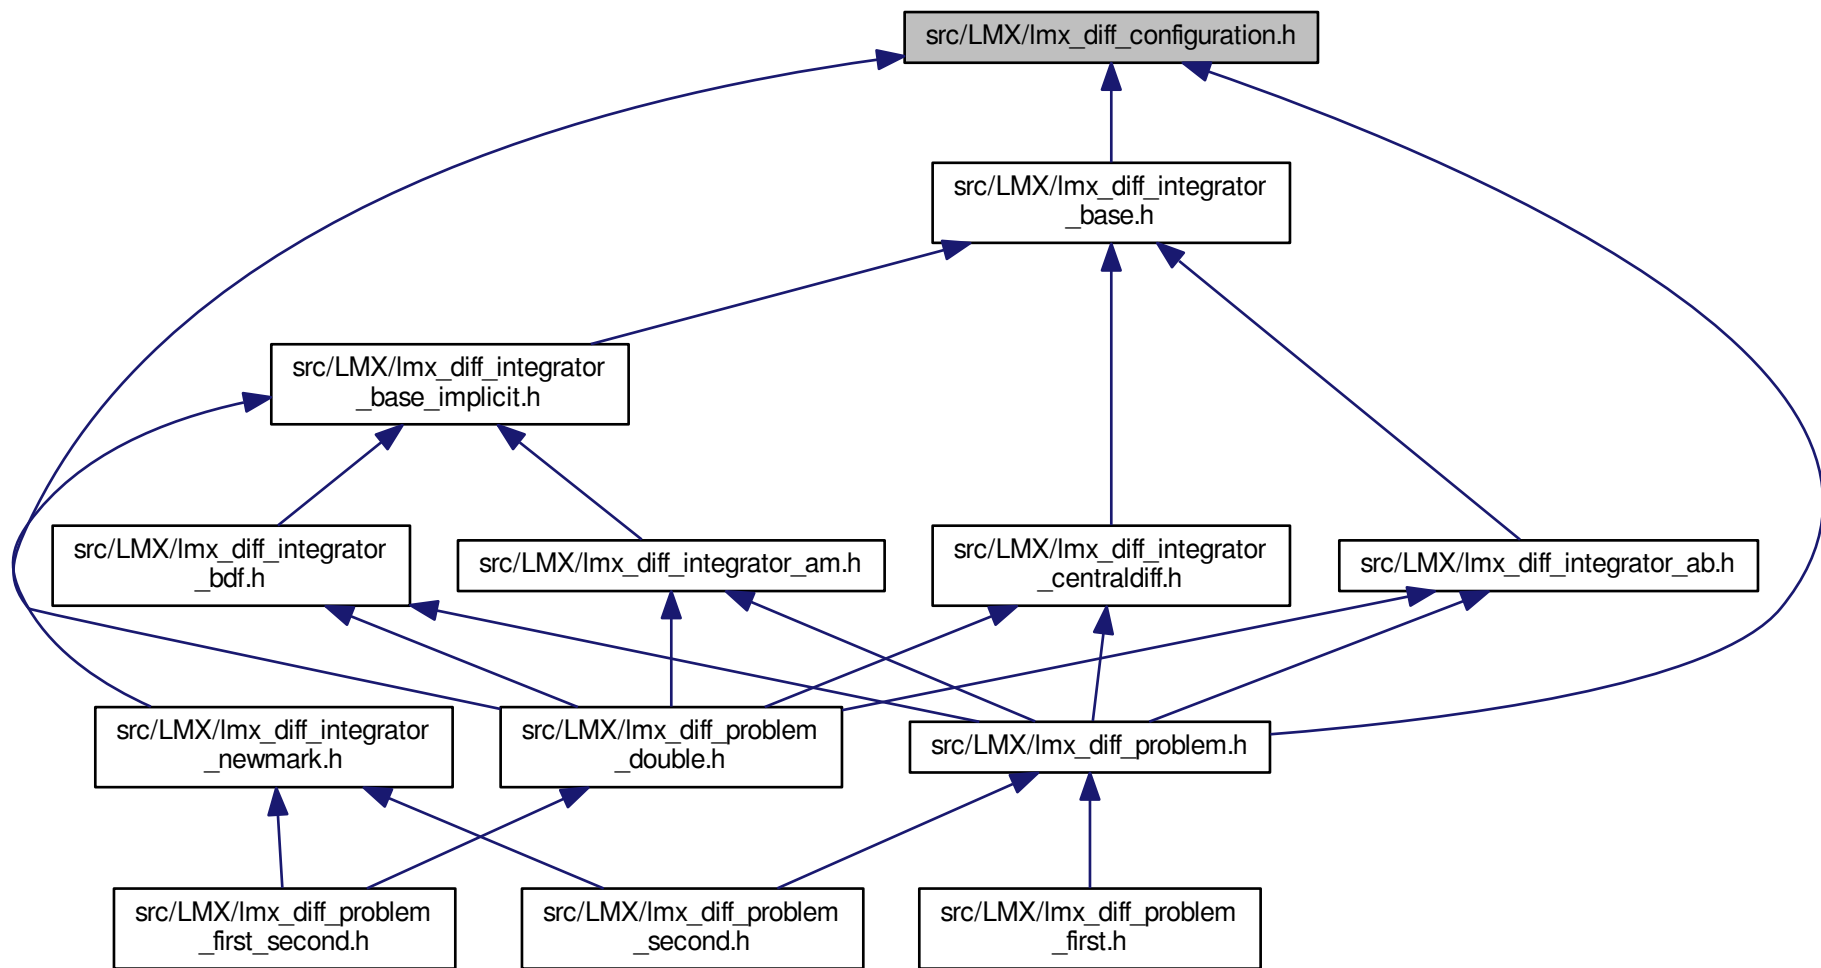 src/LMX/lmx_diff_configuration.h
src/LMX/lmx_diff_integrator
_base.h
src/LMX/lmx_diff_integrator
_base_implicit.h
src/LMX/lmx_diff_integrator
_bdf.h
src/LMX/lmx_diff_integrator_am.h
src/LMX/lmx_diff_integrator
_centraldiff.h
src/LMX/lmx_diff_integrator_ab.h
src/LMX/lmx_diff_integrator
_newmark.h
src/LMX/lmx_diff_problem
_double.h
src/LMX/lmx_diff_problem.h
src/LMX/lmx_diff_problem
_first_second.h
src/LMX/lmx_diff_problem
_second.h
src/LMX/lmx_diff_problem
_first.h